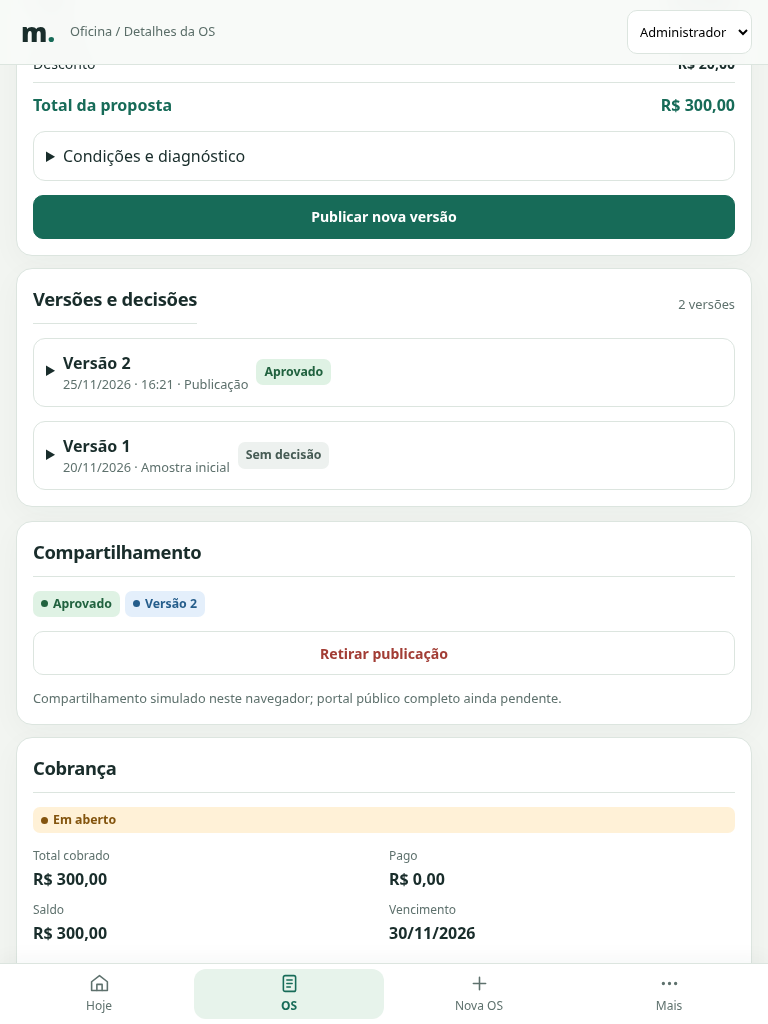 m.
Oficina / Detalhes da OS
Administrador
Desconto
R$ 20,00
Total da proposta
R$ 300,00
Condições e diagnóstico
Publicar nova versão
Versões e decisões
2 versões
Versão 2
25/11/2026 · 16:21 · Publicação
Aprovado
Versão 1
20/11/2026 · Amostra inicial
Sem decisão
Compartilhamento
Aprovado
Versão 2
Retirar publicação
Compartilhamento simulado neste navegador; portal público completo ainda pendente.
Cobrança
Em aberto
Total cobrado
R$ 300,00
Pago
R$ 0,00
Saldo
R$ 300,00
Vencimento
30/11/2026
Hoje
OS
Nova OS
Mais